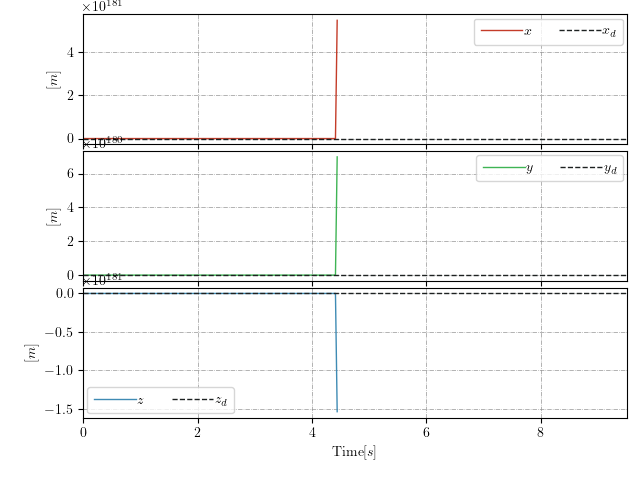 ×10^181
4
2
0
[m]
x x_d
×10^180
6
4
2
0
[m]
y y_d
×10^181
0.0
−0.5
−1.0
−1.5
[m]
z z_d
0 2 4 6 8
Time[s]